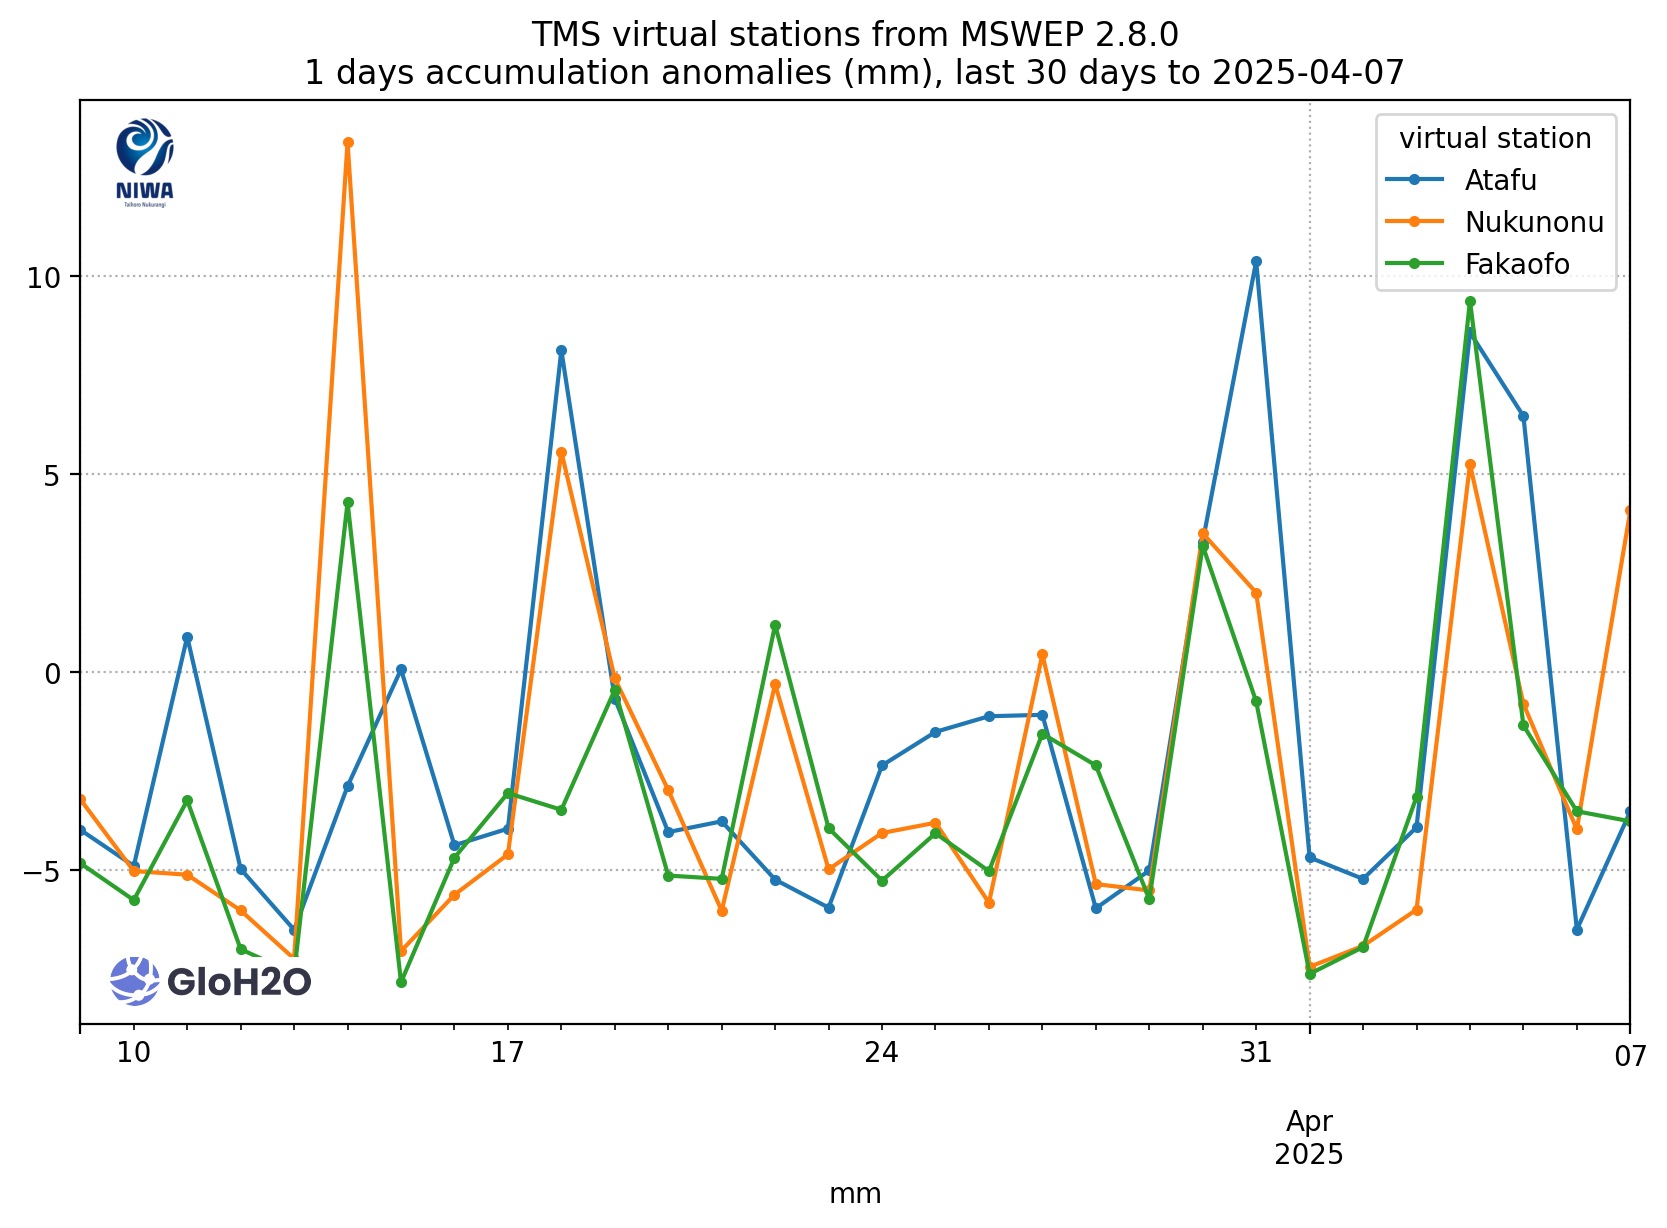 TMS virtual stations from MSWEP 2.8.0
1 days accumulation anomalies (mm), last 30 days to 2025-04-07
NIWA
Taihoro Nukurangi
virtual station
Atafu
Nukunonu
Fakaofo
10
5
0
−5
GloH2O
10 17 24 31 07
Apr
2025
mm